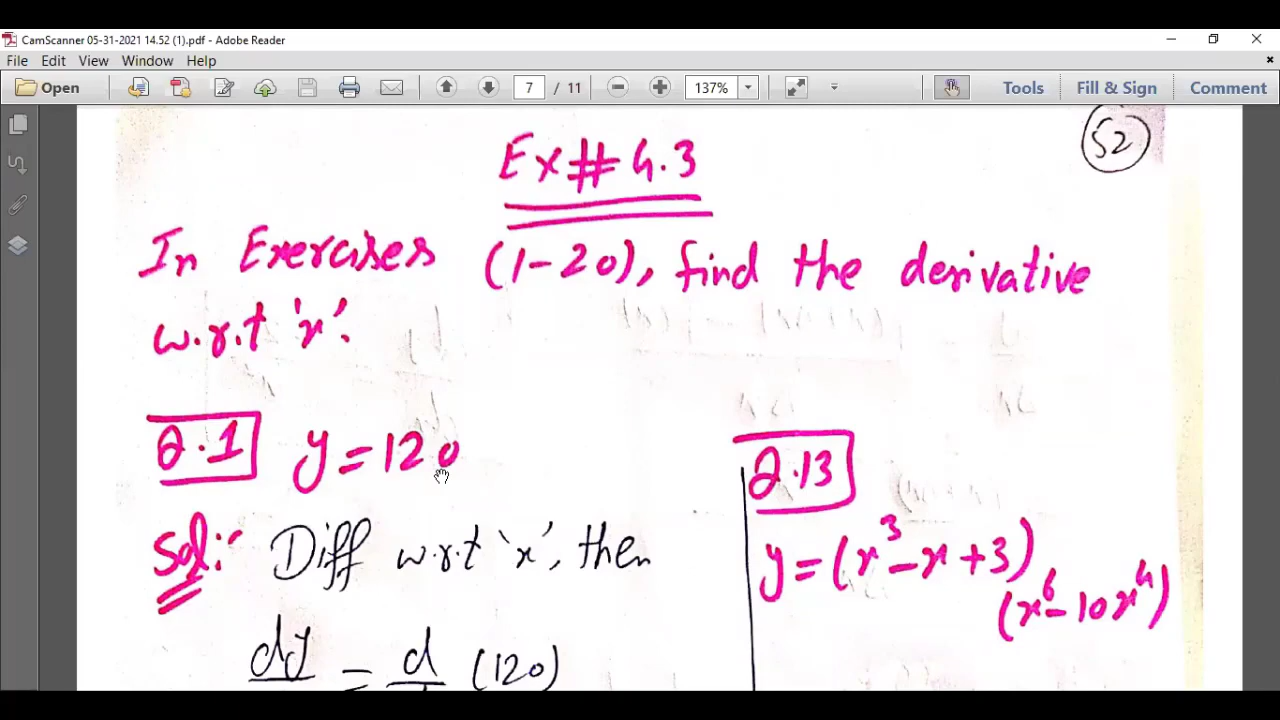 CamScanner 05-31-2021 14.52 (1).pdf - Adobe Reader
File Edit View Window Help
Open 7 / 11 137% Tools Fill & Sign Comment
52
Ex# 4.3
In Exercises (1-20), find the derivative
w.r.t 'x'.
Q.1 y=120
Sol:- Diff w.r.t 'x', then
dy = d (120)
Q.13
y=(x³-x+3)
(x⁶-10x⁴)